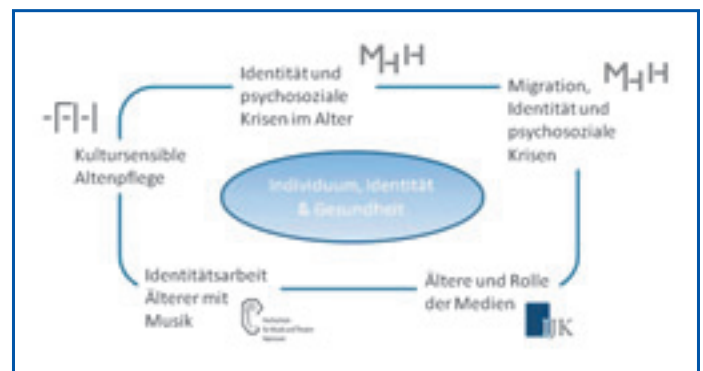 Identität und
psychosoziale
Krisen im Alter
MHH
Migration,
Identität und
psychosoziale
Krisen
MHH
-FH-I
Kultursensible
Altenpflege
Individuum, Identität
& Gesundheit
Identitätsarbeit
Älterer mit
Musik
Ältere und Rolle
der Medien
IJK